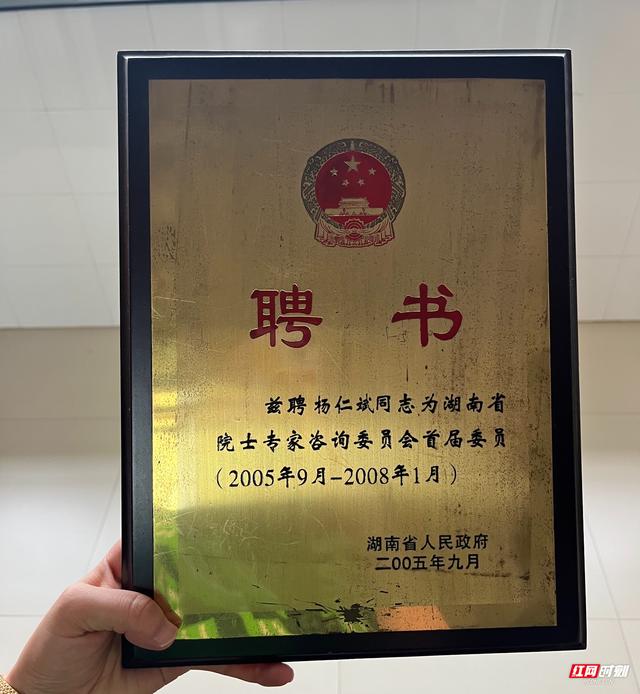 聘 书
兹聘杨仁斌同志为湖南省
院士专家咨询委员会首届委员
（2005年9月-2008年1月）
湖南省人民政府
二00五年九月
红网时刻